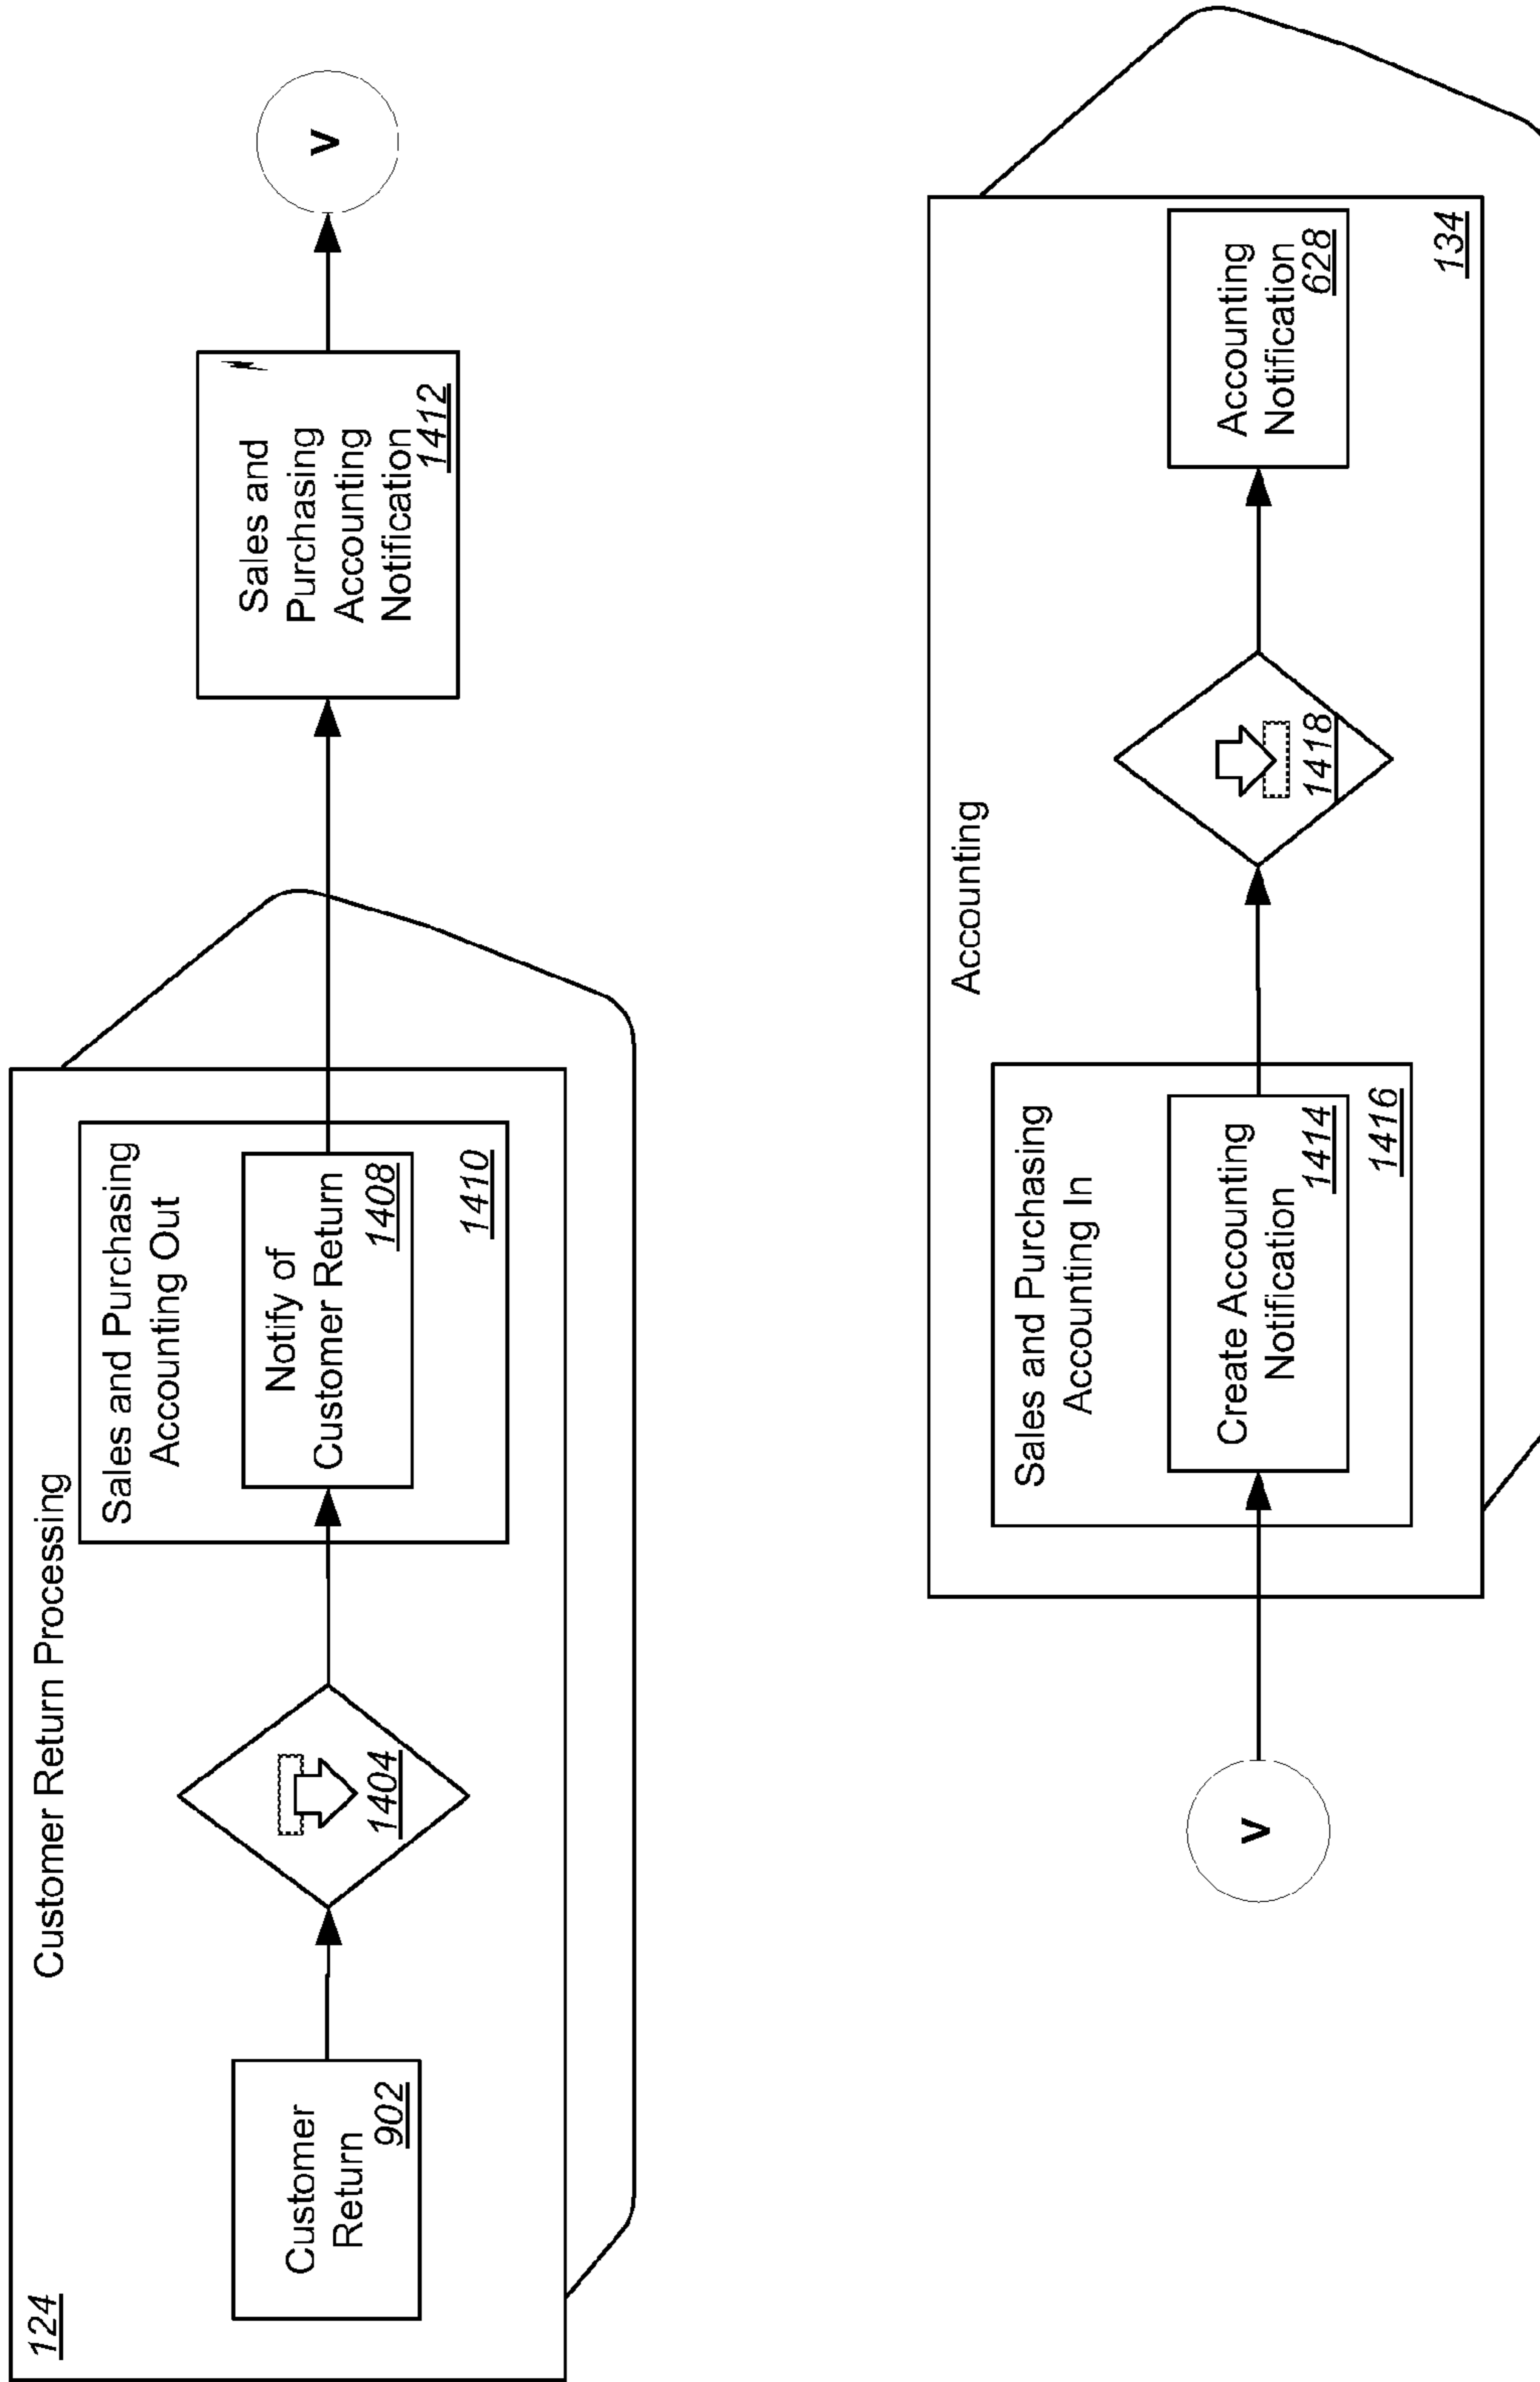 124
Customer Return Processing
Customer
Return
902
1404
Sales and Purchasing
Accounting Out
Notify of
Customer Return
1408
1410
Sales and
Purchasing
Accounting
Notification
1412
V
V
Accounting
Sales and Purchasing
Accounting In
Create Accounting
Notification
1414
1416
1418
Accounting
Notification
628
134